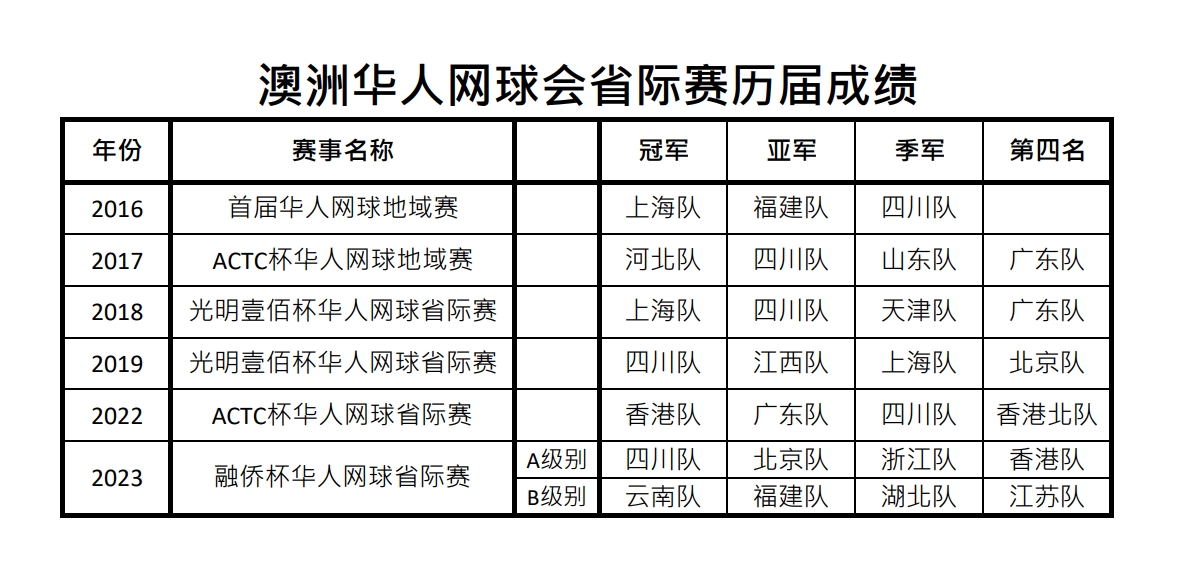 澳洲华人网球会省际赛历届成绩
年份 赛事名称 冠军 亚军 季军 第四名
2016 首届华人网球地域赛 上海队 福建队 四川队
2017 ACTC杯华人网球地域赛 河北队 四川队 山东队 广东队
2018 光明壹佰杯华人网球省际赛 上海队 四川队 天津队 广东队
2019 光明壹佰杯华人网球省际赛 四川队 江西队 上海队 北京队
2022 ACTC杯华人网球省际赛 香港队 广东队 四川队 香港北队
2023 融侨杯华人网球省际赛 A级别 四川队 北京队 浙江队 香港队
B级别 云南队 福建队 湖北队 江苏队